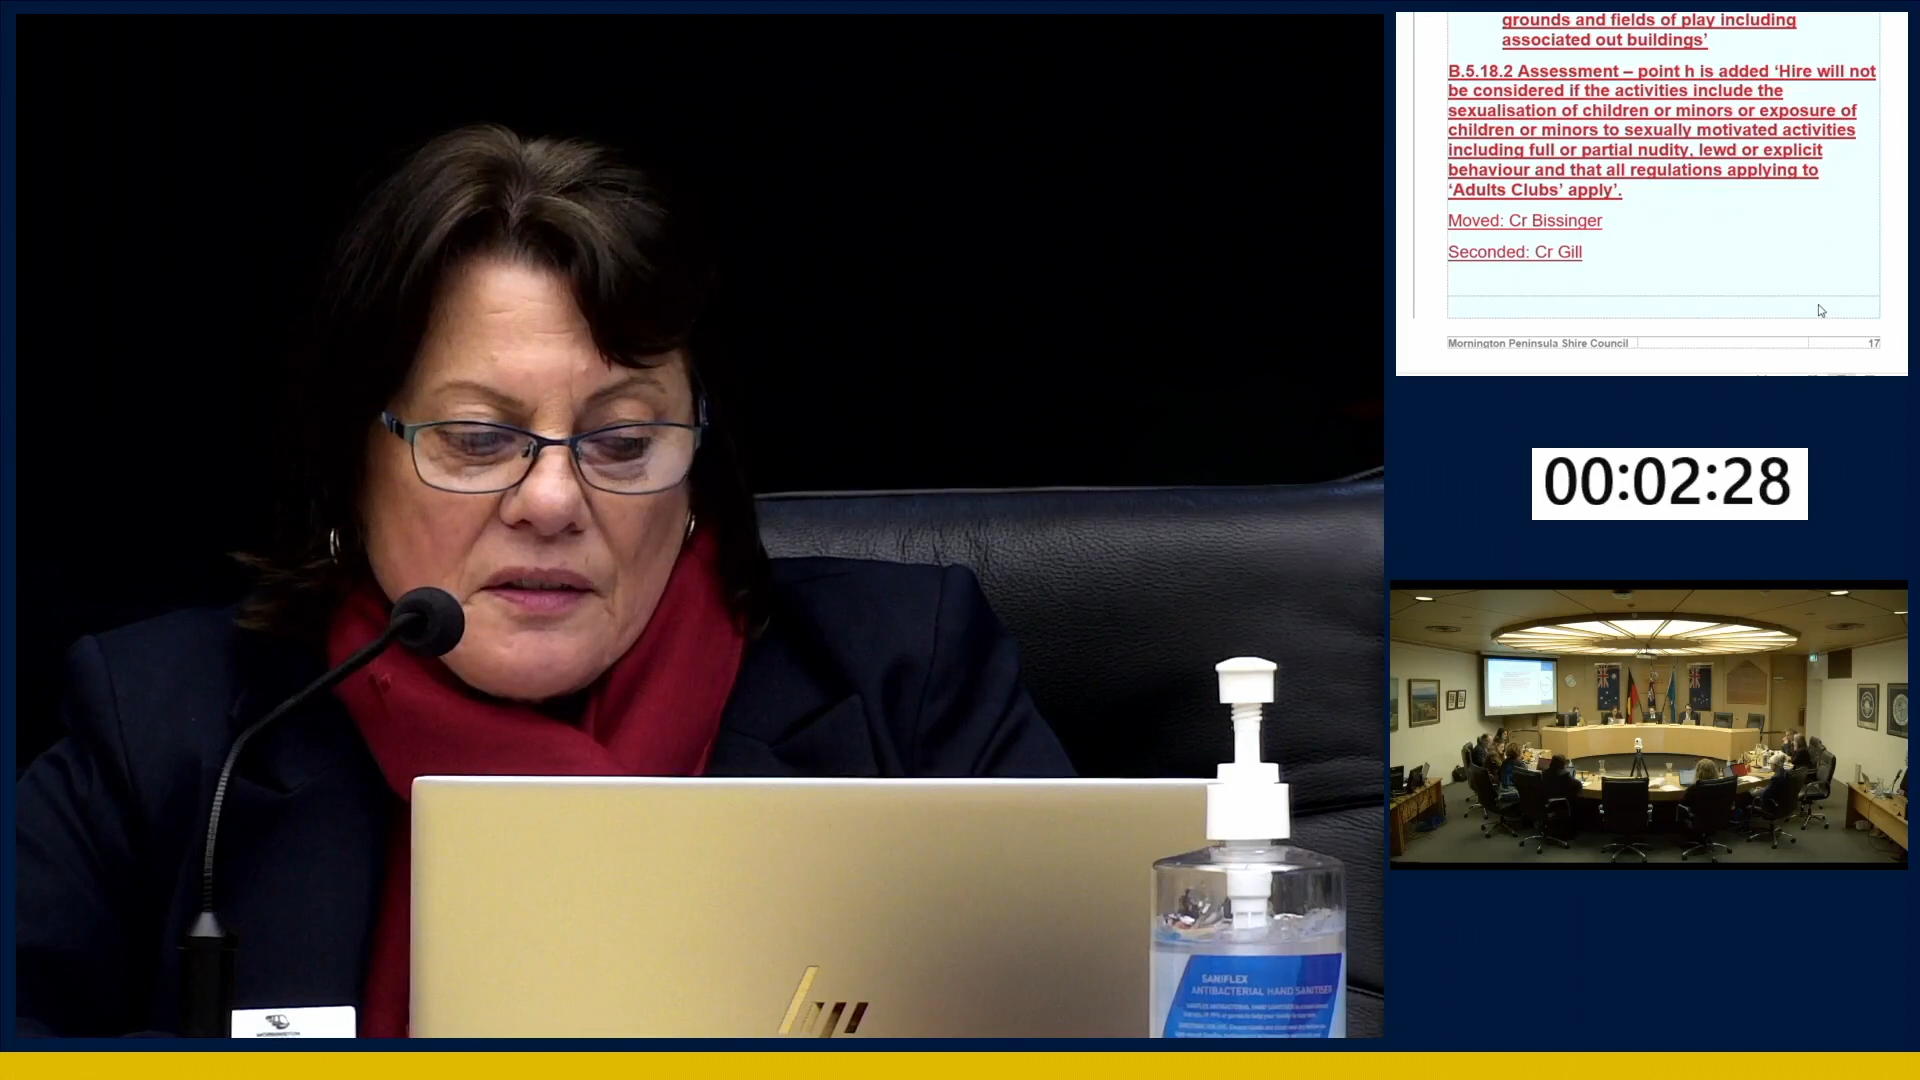 grounds and fields of play including
associated out buildings’
B.5.18.2 Assessment – point h is added ‘Hire will not
be considered if the activities include the
sexualisation of children or minors or exposure of
children or minors to sexually motivated activities
including full or partial nudity, lewd or explicit
behaviour and that all regulations applying to
‘Adults Clubs’ apply’.
Moved: Cr Bissinger
Seconded: Cr Gill
Mornington Peninsula Shire Council
17
00:02:28
hp
SANIFLEX
ANTIBACTERIAL HAND SANITISER